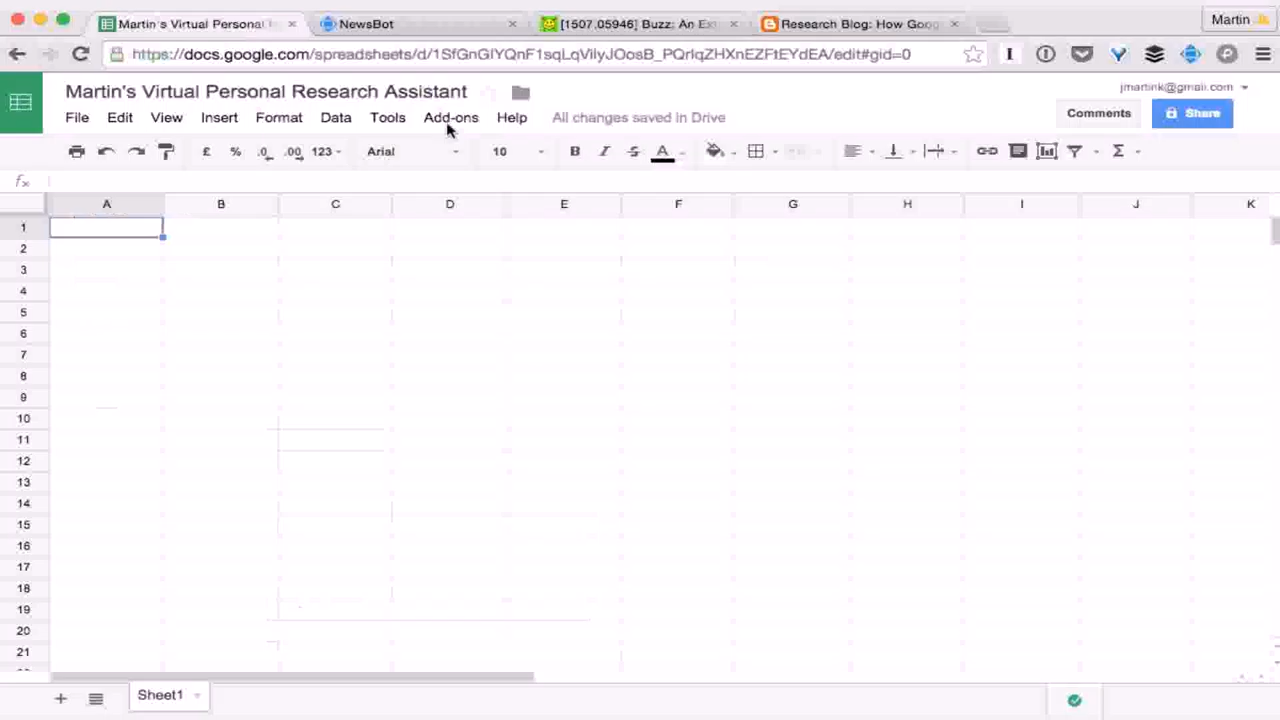 Martin's Virtual Personal
NewsBot
[1507.05946] Buzz: An Ex
Research Blog: How Goog
Martin
https://docs.google.com/spreadsheets/d/1SfGnGIYQnF1sqLqVilyJOosB_PQrIqZHXnEZFtEYdEA/edit#gid=0
Martin's Virtual Personal Research Assistant
jmartink@gmail.com
File Edit View Insert Format Data Tools Add-ons Help All changes saved in Drive
Comments
Share
£ % .0 .00 123 Arial 10 B I S A Σ
fx
A B C D E F G H I J K
1
2
3
4
5
6
7
8
9
10
11
12
13
14
15
16
17
18
19
20
21
+ Sheet1